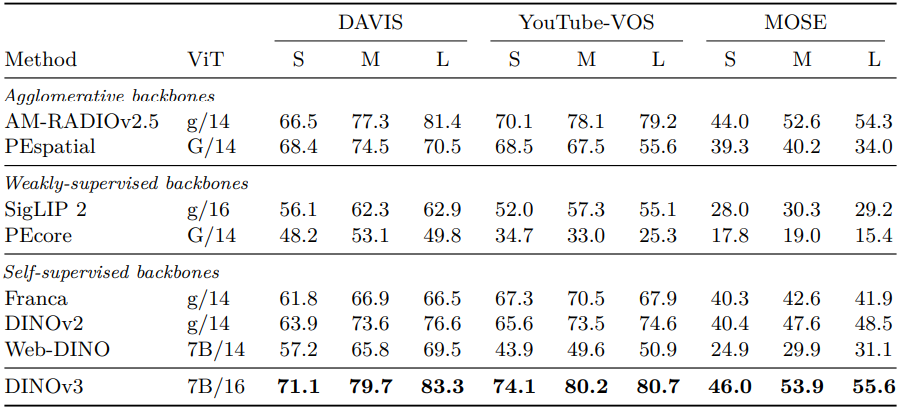 DAVIS YouTube-VOS MOSE
Method ViT S M L S M L S M L
Agglomerative backbones
AM-RADIOv2.5 g/14 66.5 77.3 81.4 70.1 78.1 79.2 44.0 52.6 54.3
PEspatial G/14 68.4 74.5 70.5 68.5 67.5 55.6 39.3 40.2 34.0
Weakly-supervised backbones
SigLIP 2 g/16 56.1 62.3 62.9 52.0 57.3 55.1 28.0 30.3 29.2
PEcore G/14 48.2 53.1 49.8 34.7 33.0 25.3 17.8 19.0 15.4
Self-supervised backbones
Franca g/14 61.8 66.9 66.5 67.3 70.5 67.9 40.3 42.6 41.9
DINOv2 g/14 63.9 73.6 76.6 65.6 73.5 74.6 40.4 47.6 48.5
Web-DINO 7B/14 57.2 65.8 69.5 43.9 49.6 50.9 24.9 29.9 31.1
DINOv3 7B/16 71.1 79.7 83.3 74.1 80.2 80.7 46.0 53.9 55.6